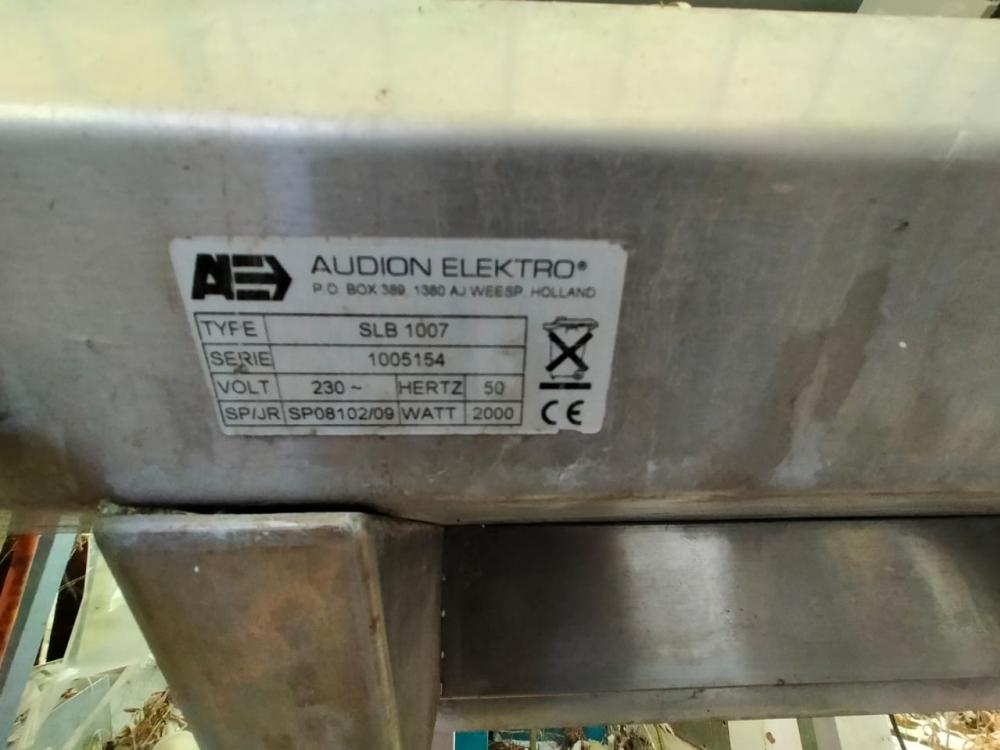 AE AUDION ELEKTRO®
P.O. BOX 389, 1380 AJ WEESP, HOLLAND
TYPE SLB 1007
SERIE 1005154
VOLT 230 ~ HERTZ 50
SP/JR SP08102/09 WATT 2000
CE